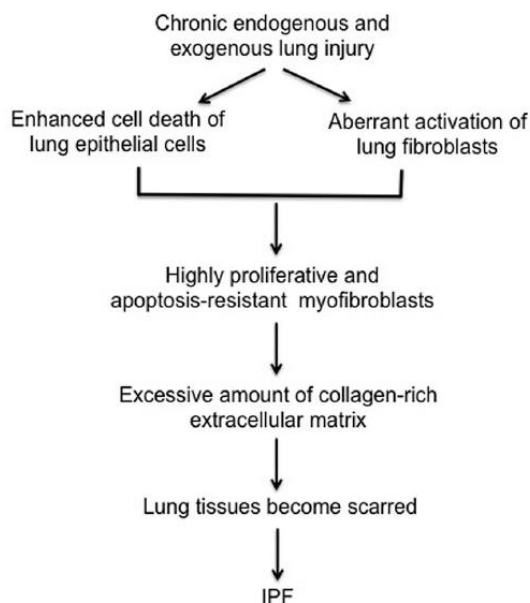 Chronic endogenous and
exogenous lung injury
Enhanced cell death of
lung epithelial cells
Aberrant activation of
lung fibroblasts
Highly proliferative and
apoptosis-resistant myofibroblasts
Excessive amount of collagen-rich
extracellular matrix
Lung tissues become scarred
IPF